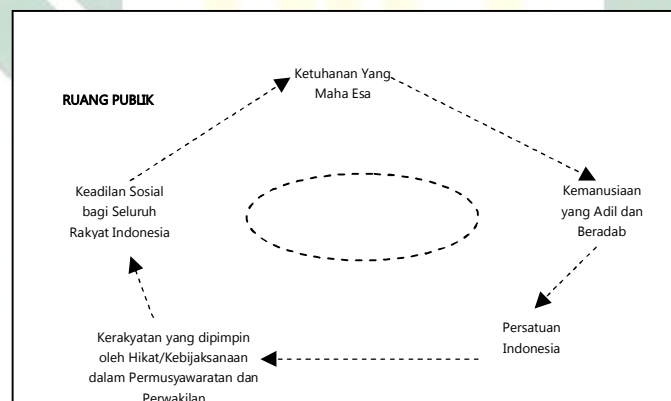 Ketuhanan Yang
Maha Esa
RUANG PUBLIK
Keadilan Sosial
bagi Seluruh
Rakyat Indonesia
Kemanusiaan
yang Adil dan
Beradab
Persatuan
Indonesia
Kerakyatan yang dipimpin
oleh Hikat/Kebijaksanaan
dalam Permusyawaratan dan
Perwakilan